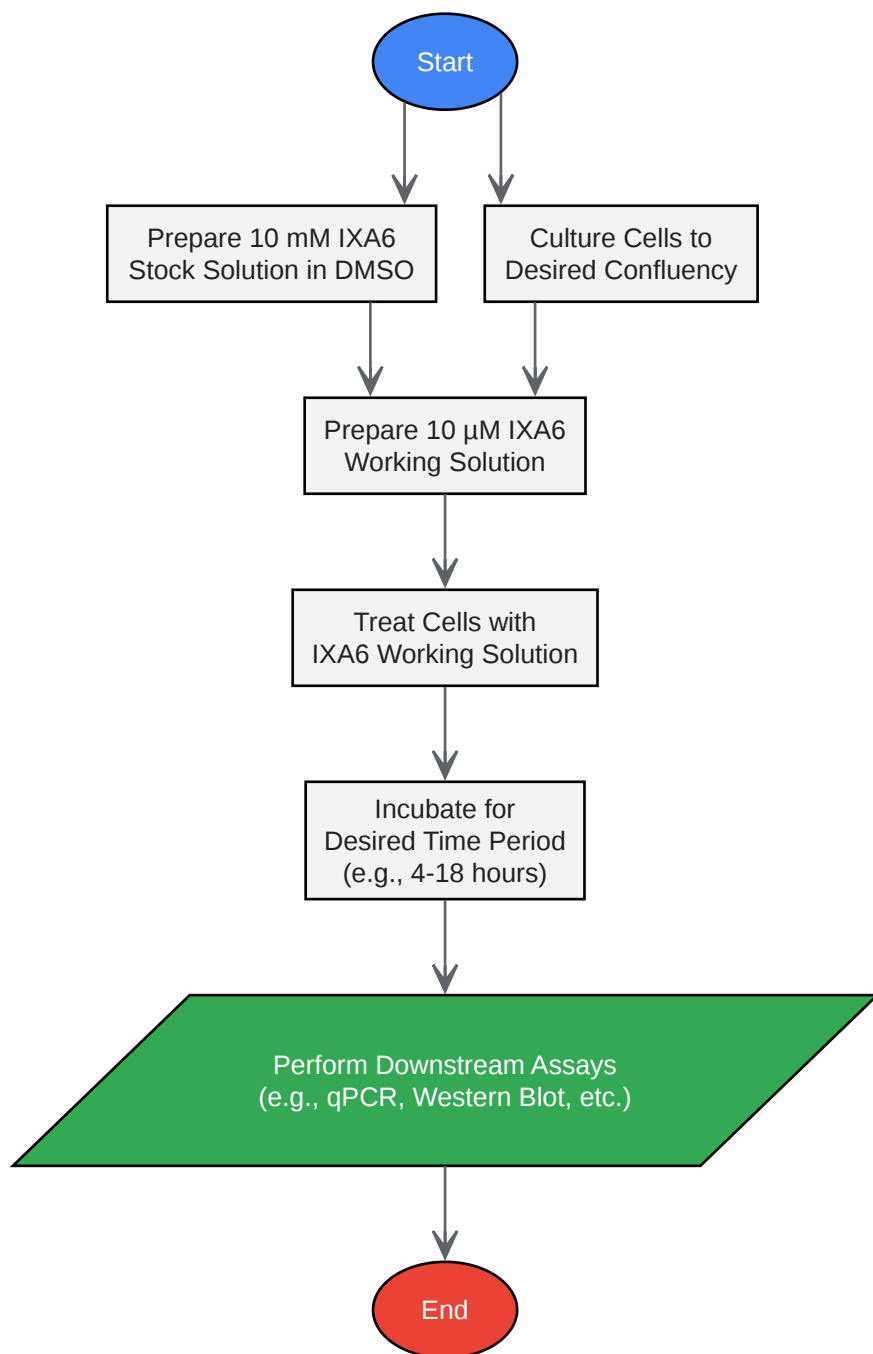 Start
Prepare 10 mM IXA6
Stock Solution in DMSO
Culture Cells to
Desired Confluency
Prepare 10 µM IXA6
Working Solution
Treat Cells with
IXA6 Working Solution
Incubate for
Desired Time Period
(e.g., 4-18 hours)
Perform Downstream Assays
(e.g., qPCR, Western Blot, etc.)
End